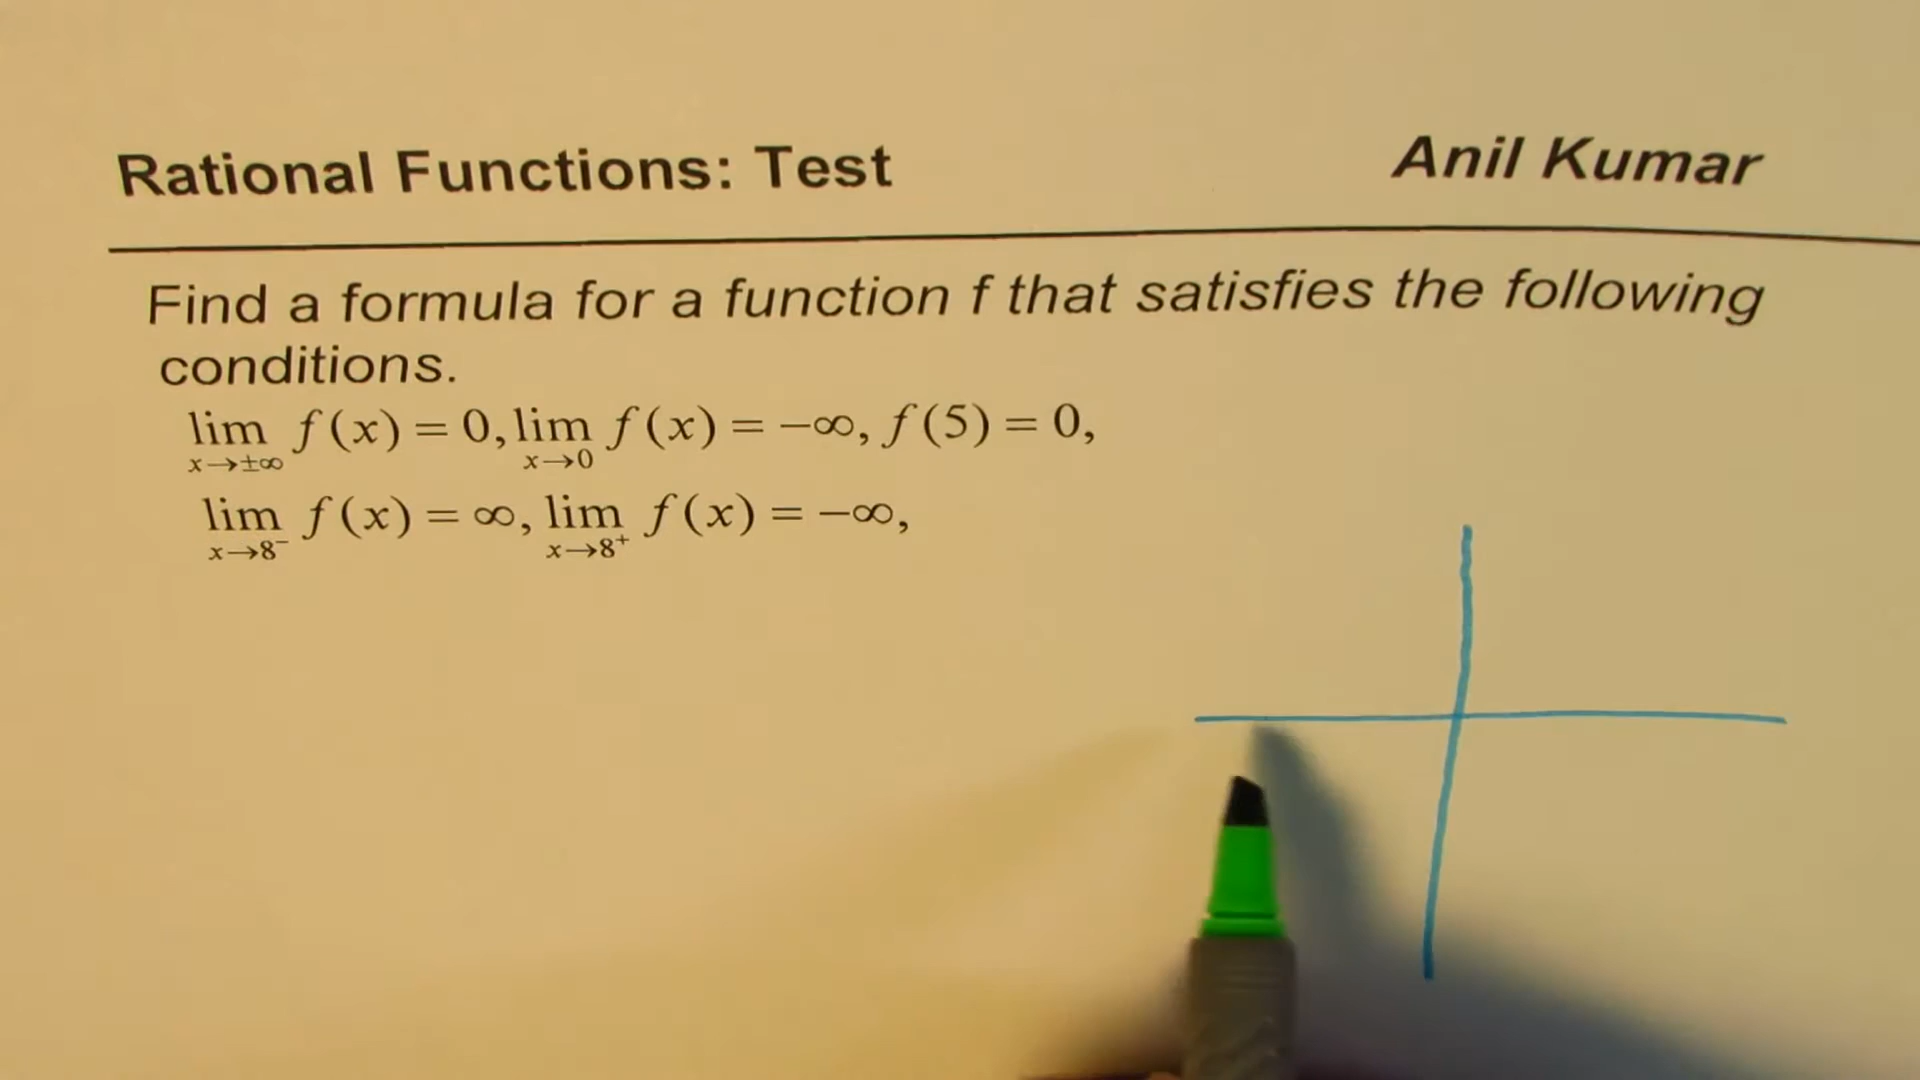 Rational Functions: Test Anil Kumar
Find a formula for a function f that satisfies the following
conditions.
lim x→±∞ f(x) = 0, lim x→0 f(x) = −∞, f(5) = 0,
lim x→8⁻ f(x) = ∞, lim x→8⁺ f(x) = −∞,